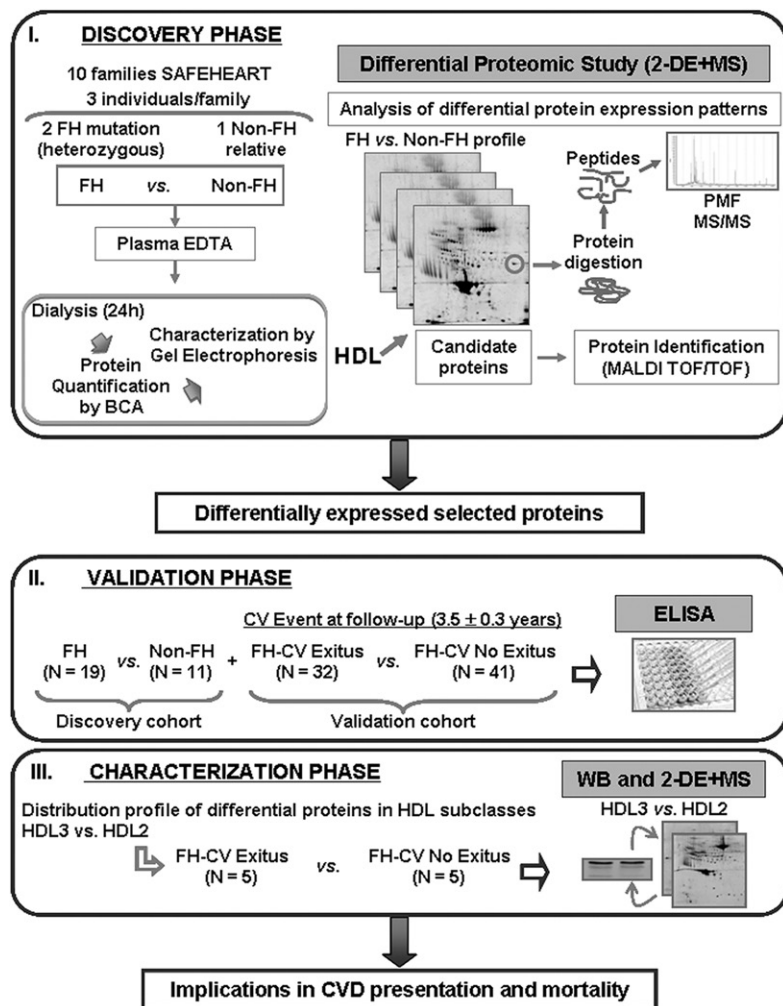 I. DISCOVERY PHASE
10 families SAFEHEART
3 individuals/family
2 FH mutation
(heterozygous)
1 Non-FH
relative
FH vs. Non-FH
Plasma EDTA
Dialysis (24h)
Protein
Quantification
by BCA
Characterization by
Gel Electrophoresis
HDL
Differential Proteomic Study (2-DE+MS)
Analysis of differential protein expression patterns
FH vs. Non-FH profile
Peptides
PMF
MS/MS
Protein
digestion
Candidate
proteins
Protein Identification
(MALDI TOF/TOF)
Differentially expressed selected proteins
II. VALIDATION PHASE
CV Event at follow-up (3.5 ± 0.3 years)
ELISA
FH vs. Non-FH + FH-CV Exitus vs. FH-CV No Exitus
(N = 19) (N = 11) (N = 32) (N = 41)
Discovery cohort Validation cohort
III. CHARACTERIZATION PHASE
WB and 2-DE+MS
Distribution profile of differential proteins in HDL subclasses
HDL3 vs. HDL2
HDL3 vs. HDL2
FH-CV Exitus vs. FH-CV No Exitus
(N = 5) (N = 5)
Implications in CVD presentation and mortality